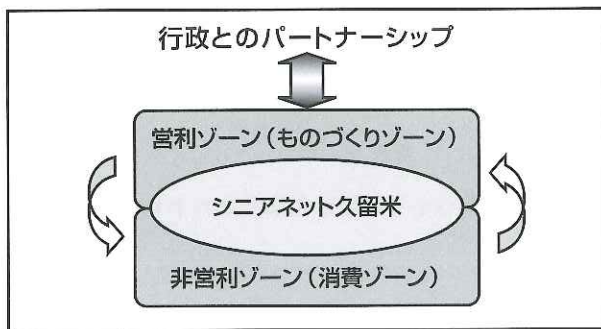 行政とのパートナーシップ
営利ゾーン(ものづくりゾーン)
シニアネット久留米
非営利ゾーン(消費ゾーン)